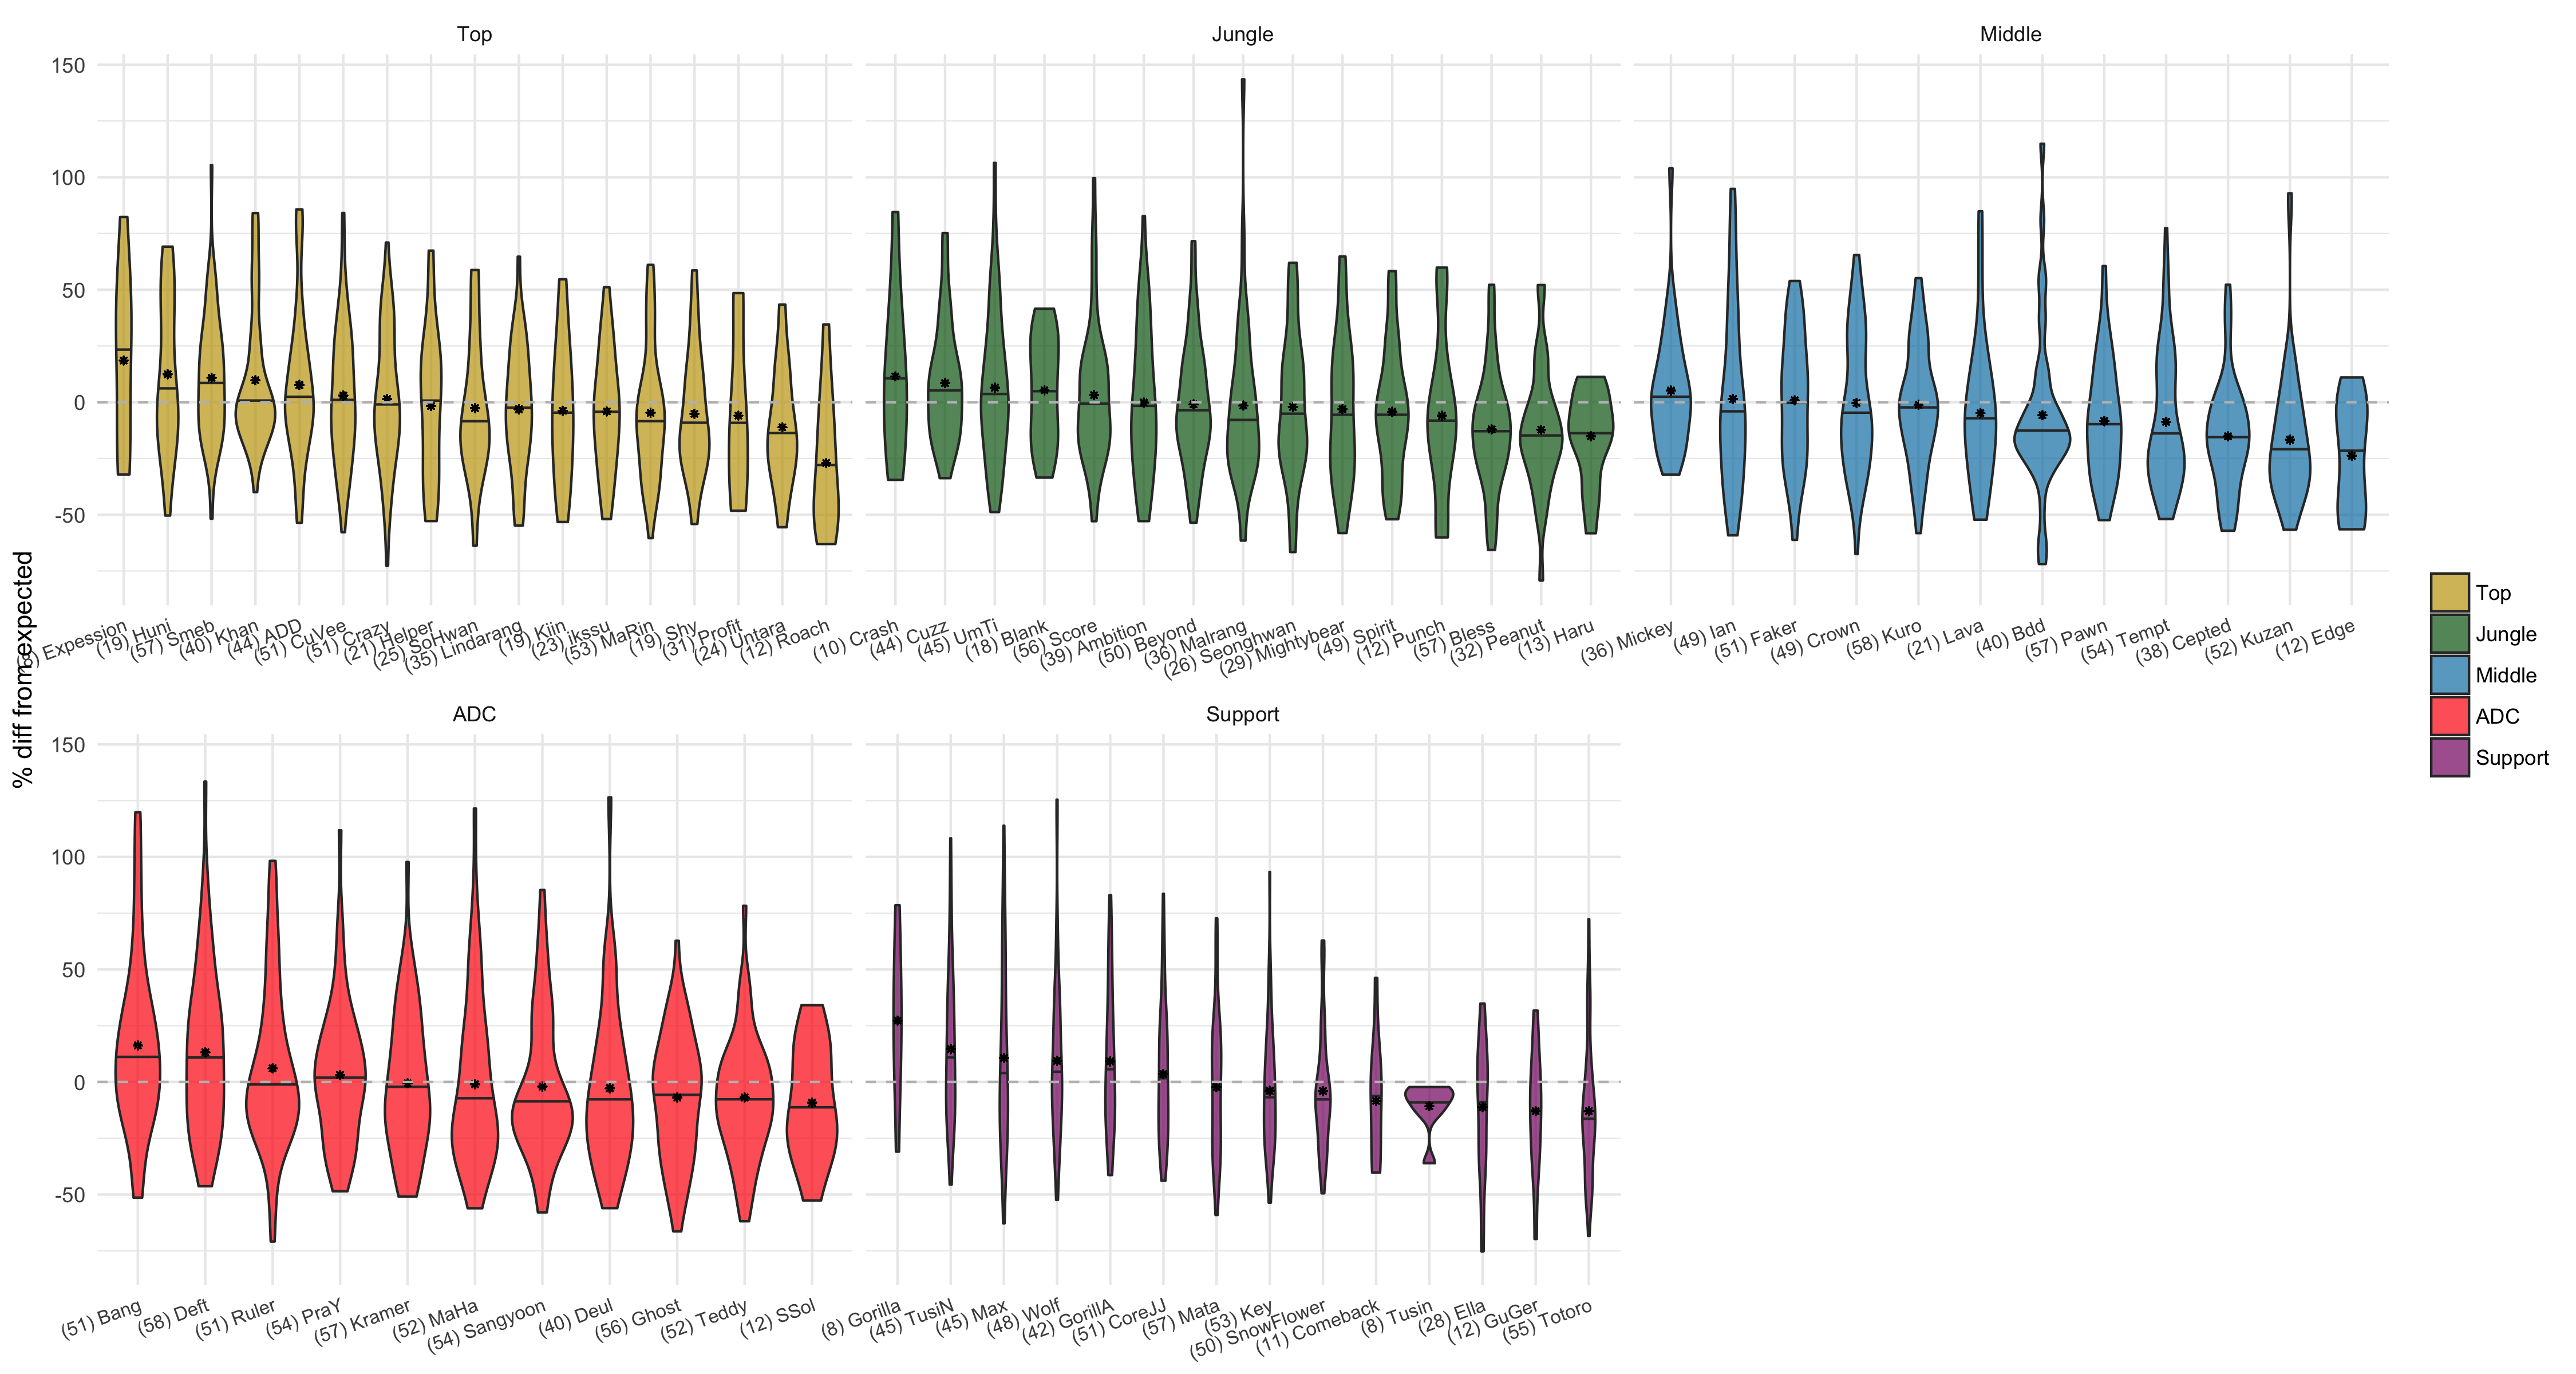 Top
Jungle
Middle
150
100
50
0
-50
Expession
(19) Huni
(57) Smeb
(40) Khan
(44) ADD
(51) CuVee
(51) Crazy
(21) Helper
(25) SoHwan
(35) Lindarang
(19) Kiin
(23) ikssu
(53) MaRin
(19) Shy
(31) Profit
(24) Untara
(12) Roach
(10) Crash
(44) Cuzz
(45) UmTi
(18) Blank
(56) Score
(39) Ambition
(50) Beyond
(36) Malrang
(26) Seonghwan
(29) Mightybear
(49) Spirit
(12) Punch
(57) Bless
(32) Peanut
(13) Haru
(36) Mickey
(49) Ian
(51) Faker
(49) Crown
(58) Kuro
(21) Lava
(40) Bdd
(57) Pawn
(54) Tempt
(38) Cepted
(52) Kuzan
(12) Edge
% diff from expected
ADC
Support
150
100
50
0
-50
(51) Bang
(58) Deft
(51) Ruler
(54) PraY
(57) Kramer
(52) MaHa
(54) Sangyoon
(40) Deul
(56) Ghost
(52) Teddy
(12) SSol
(8) Gorilla
(45) TusiN
(45) Max
(48) Wolf
(42) GorillA
(51) CoreJJ
(57) Mata
(53) Key
(50) SnowFlower
(11) Comeback
(8) Tusin
(28) Ella
(12) GuGer
(55) Totoro
Top
Jungle
Middle
ADC
Support